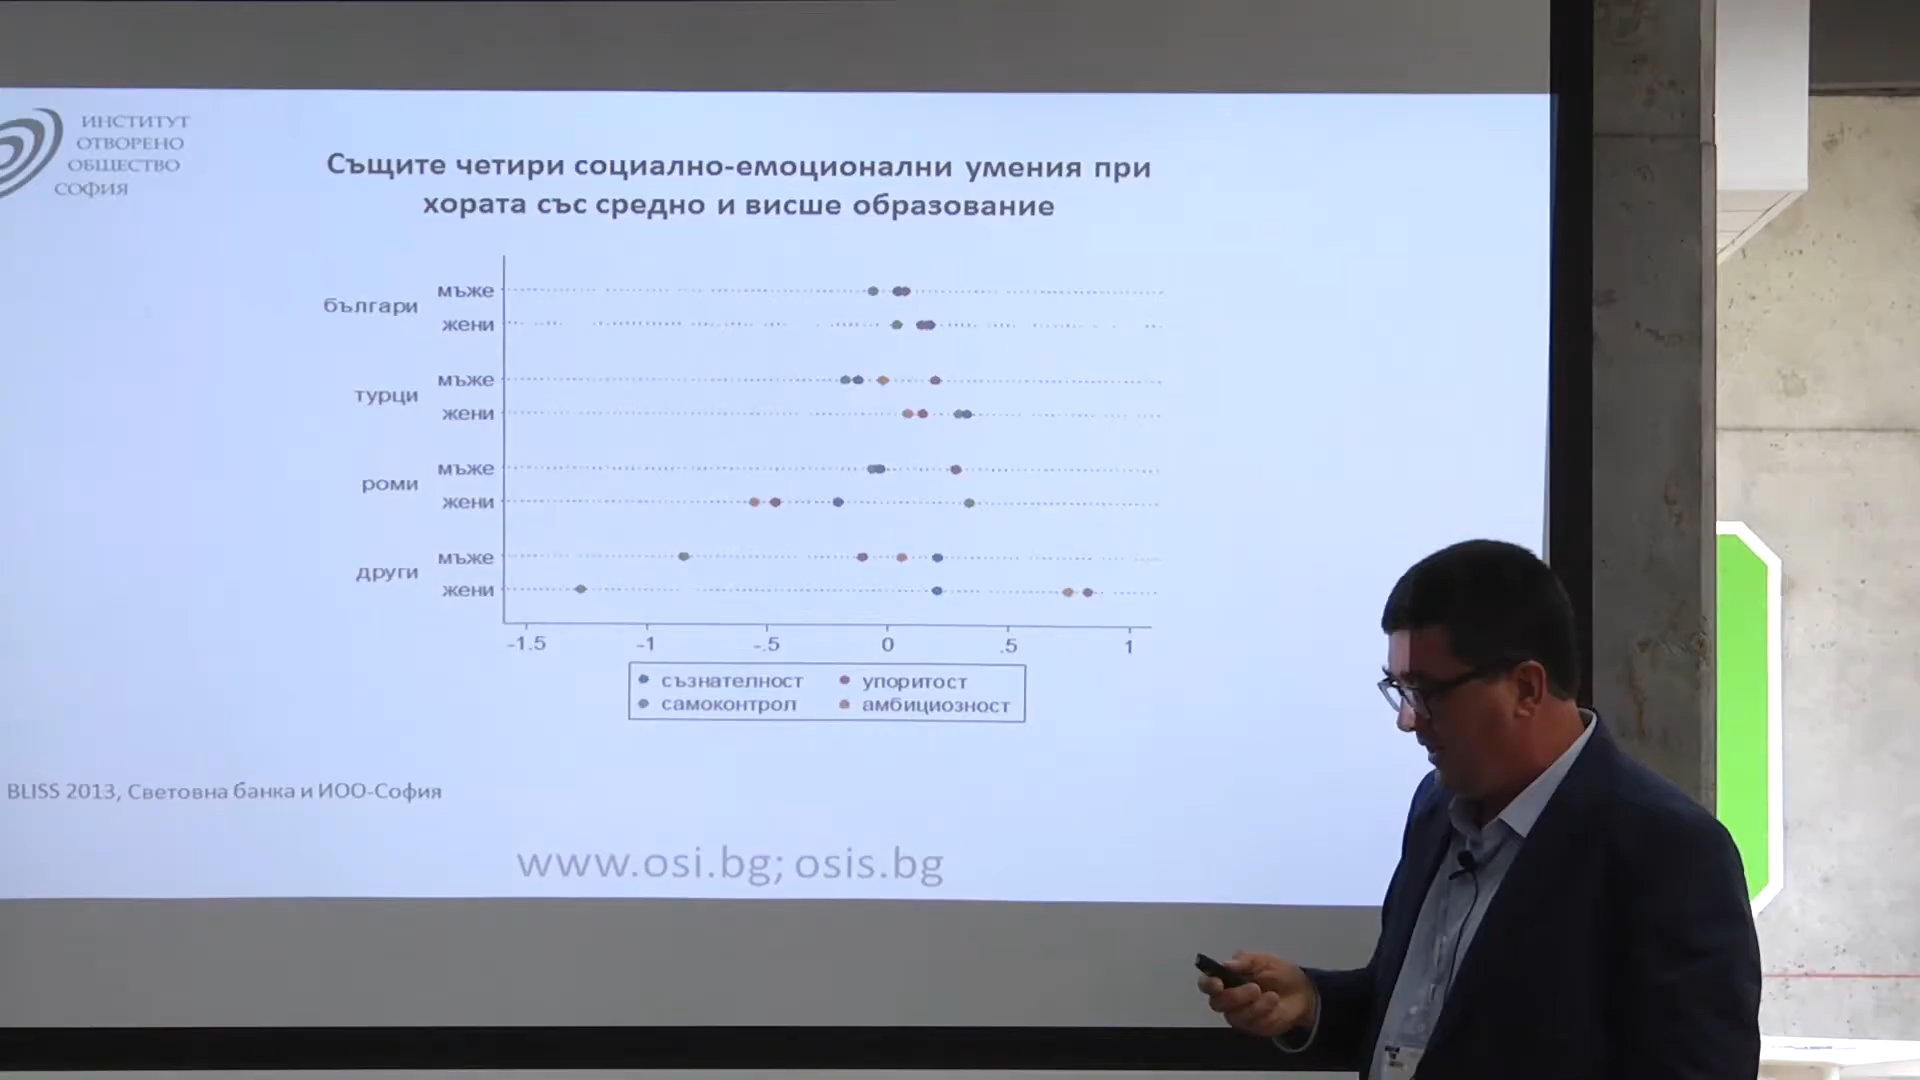 ИНСТИТУТ
ОТВОРЕНО
ОБЩЕСТВО
СОФИЯ
Същите четири социално-емоционални умения при
хората със средно и висше образование
българи
мъже
жени
турци
мъже
жени
роми
мъже
жени
други
мъже
жени
-1.5 -1 -.5 0 .5 1
съзнателност упоритост
самоконтрол амбициозност
BLISS 2013, Световна банка и ИОО-София
www.osi.bg; osis.bg